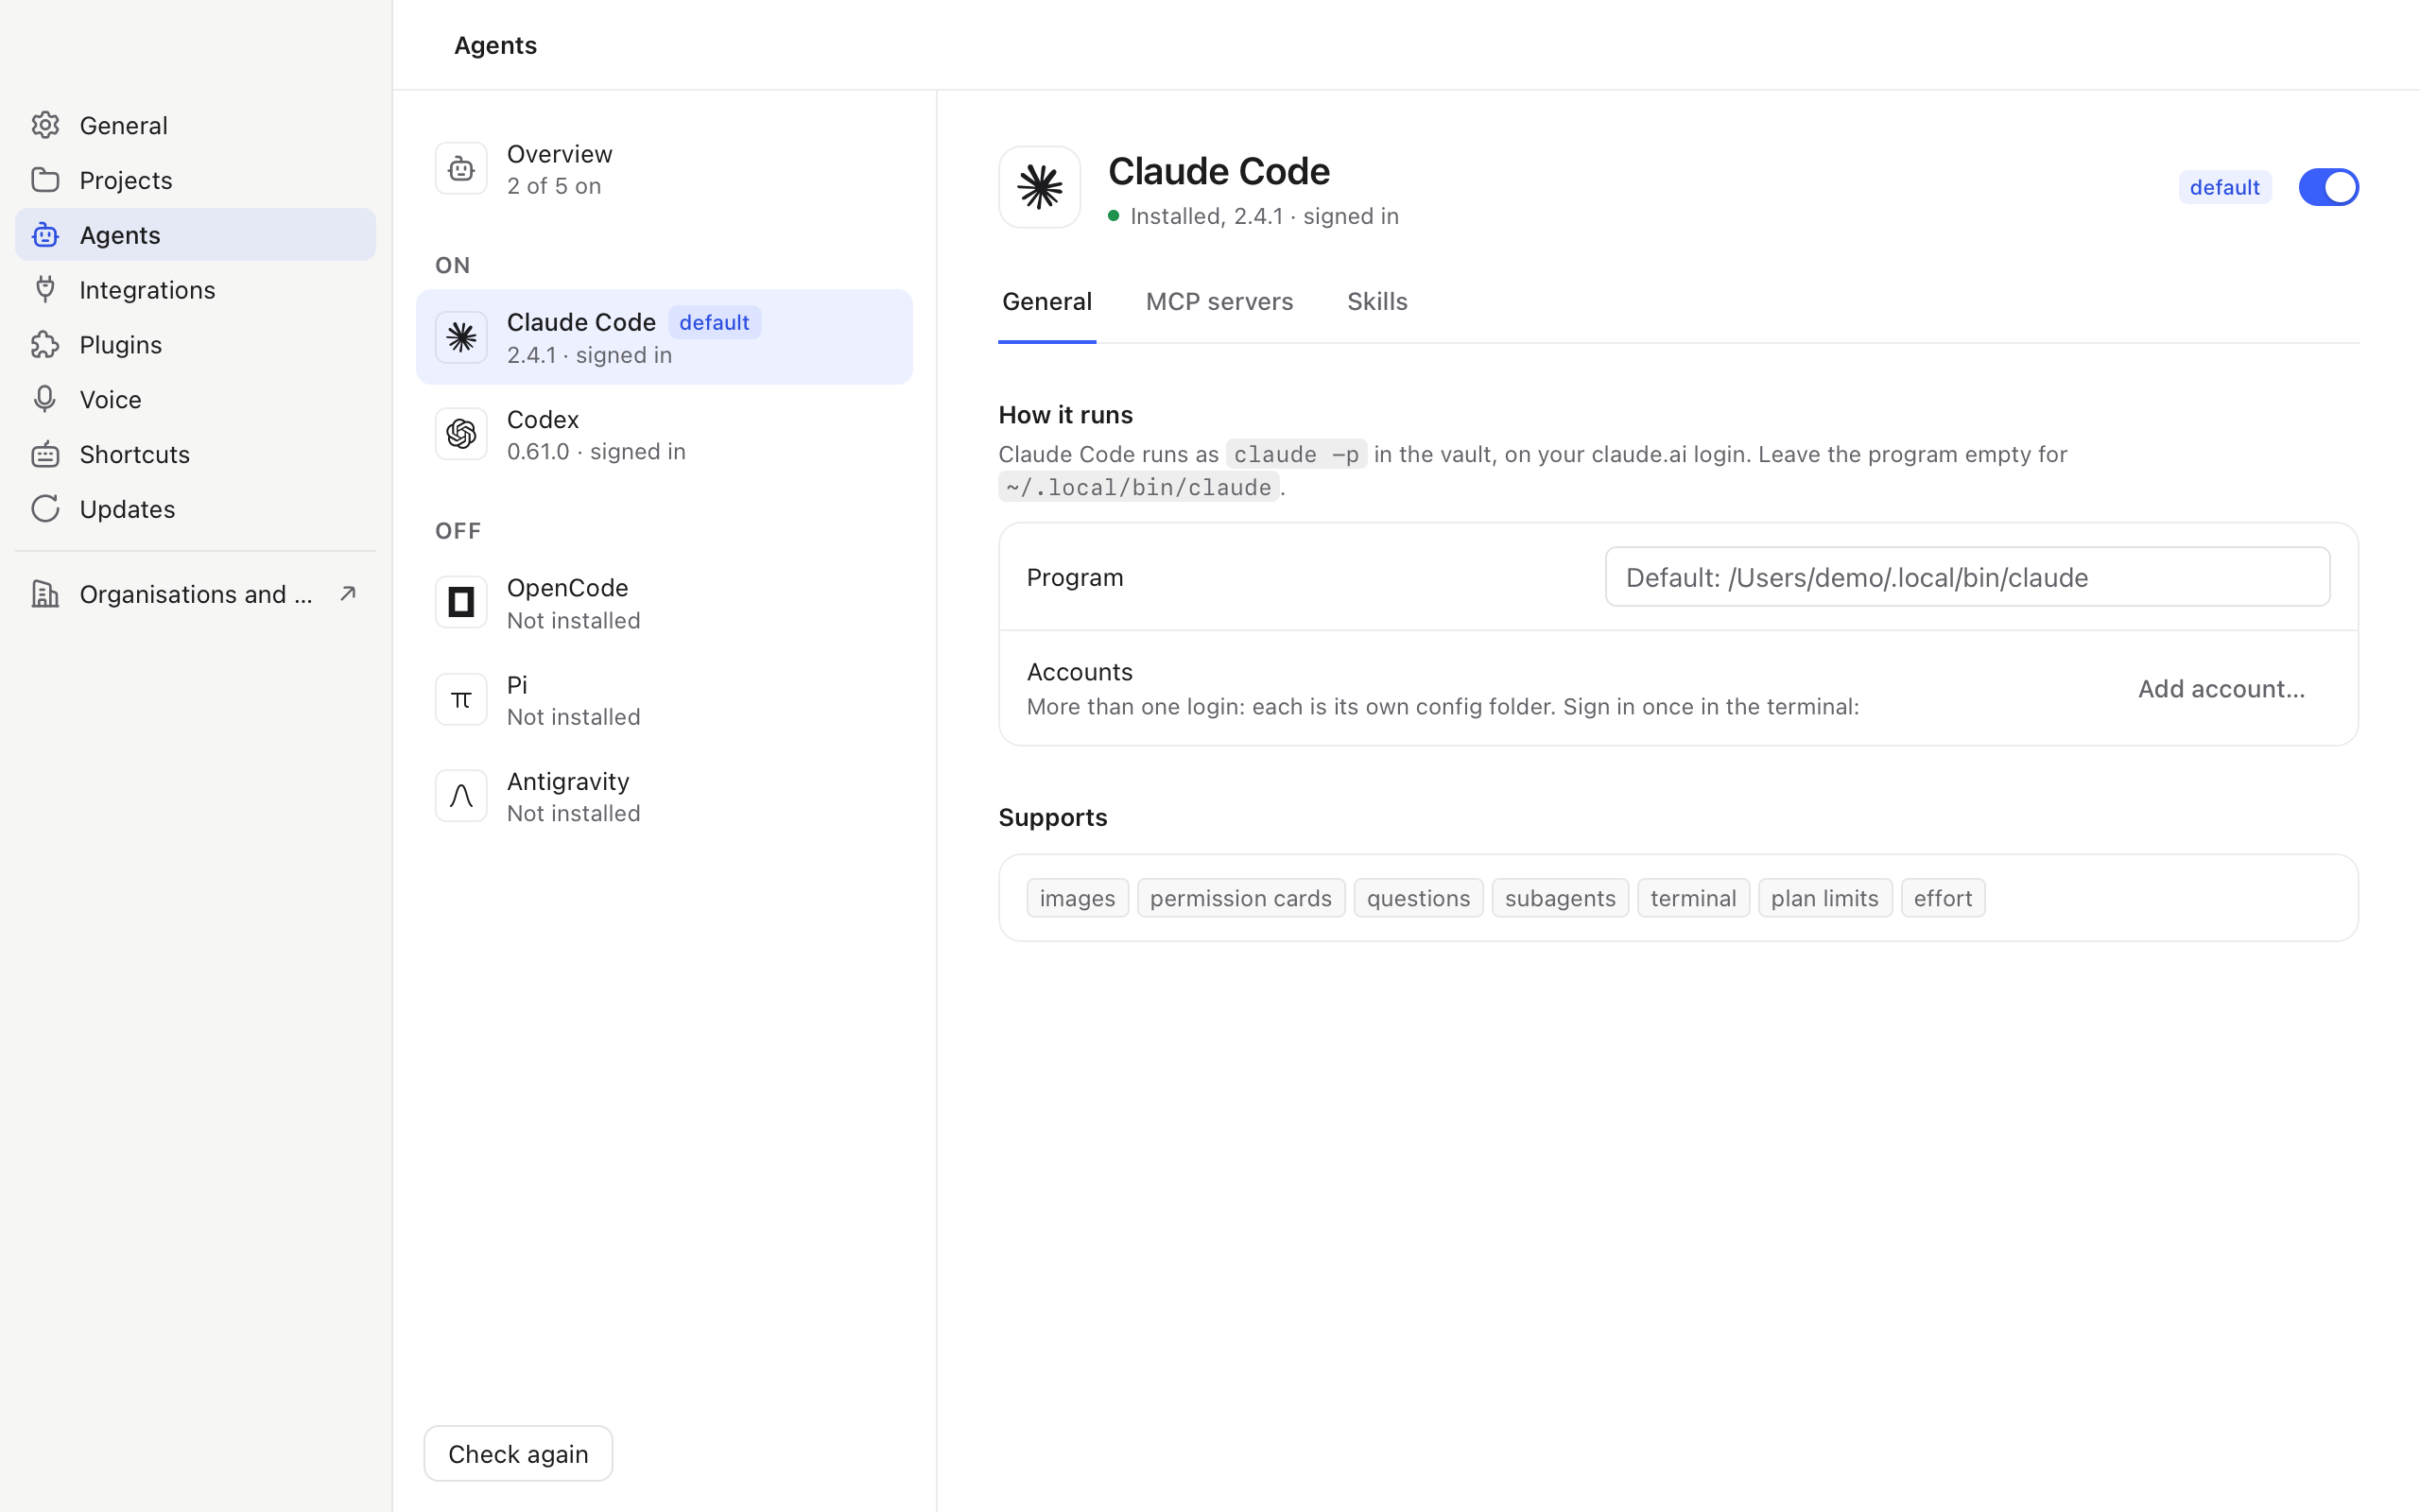 Agents
General
Projects
Agents
Integrations
Plugins
Voice
Shortcuts
Updates
Organisations and ...
Overview
2 of 5 on
ON
Claude Code default
2.4.1 · signed in
Codex
0.61.0 · signed in
OFF
OpenCode
Not installed
Pi
Not installed
Antigravity
Not installed
Check again
Claude Code
Installed, 2.4.1 · signed in
default
General MCP servers Skills
How it runs
Claude Code runs as claude -p in the vault, on your claude.ai login. Leave the program empty for
~/.local/bin/claude.
Program Default: /Users/demo/.local/bin/claude
Accounts
More than one login: each is its own config folder. Sign in once in the terminal:
Add account...
Supports
images permission cards questions subagents terminal plan limits effort